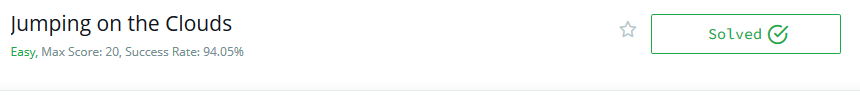 Jumping on the Clouds
Solved
Easy, Max Score: 20, Success Rate: 94.05%